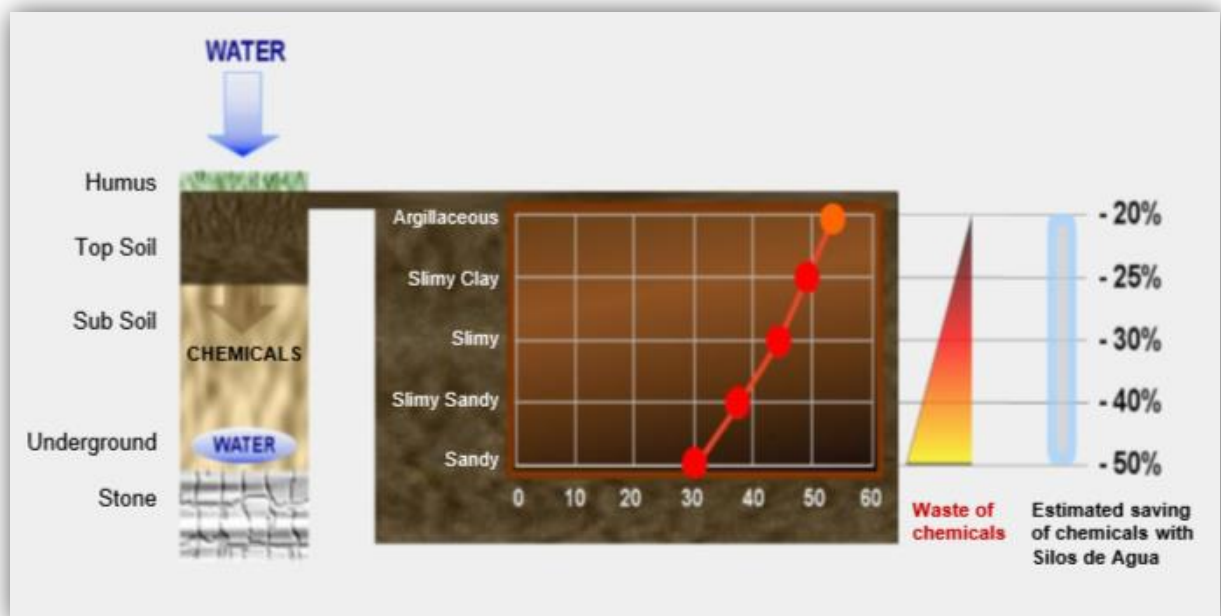 WATER
Humus
Top Soil
Sub Soil
CHEMICALS
Underground
WATER
Stone
Argillaceous
Slimy Clay
Slimy
Slimy Sandy
Sandy
0 10 20 30 40 50 60
- 20%
- 25%
- 30%
- 40%
- 50%
Waste of
chemicals
Estimated saving
of chemicals with
Silos de Agua